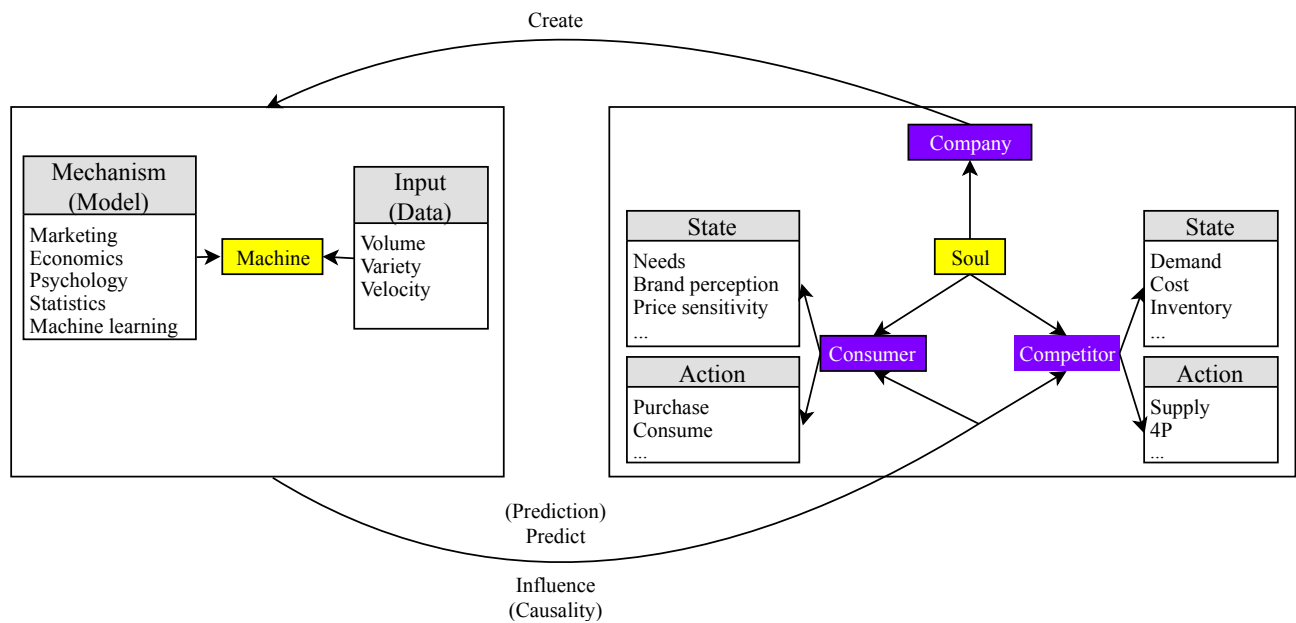 Create
Mechanism
(Model)
Marketing
Economics
Psychology
Statistics
Machine learning
Machine
Input
(Data)
Volume
Variety
Velocity
Company
Soul
State
Needs
Brand perception
Price sensitivity
...
Consumer
Action
Purchase
Consume
...
Competitor
State
Demand
Cost
Inventory
...
Action
Supply
4P
...
(Prediction)
Predict
Influence
(Causality)